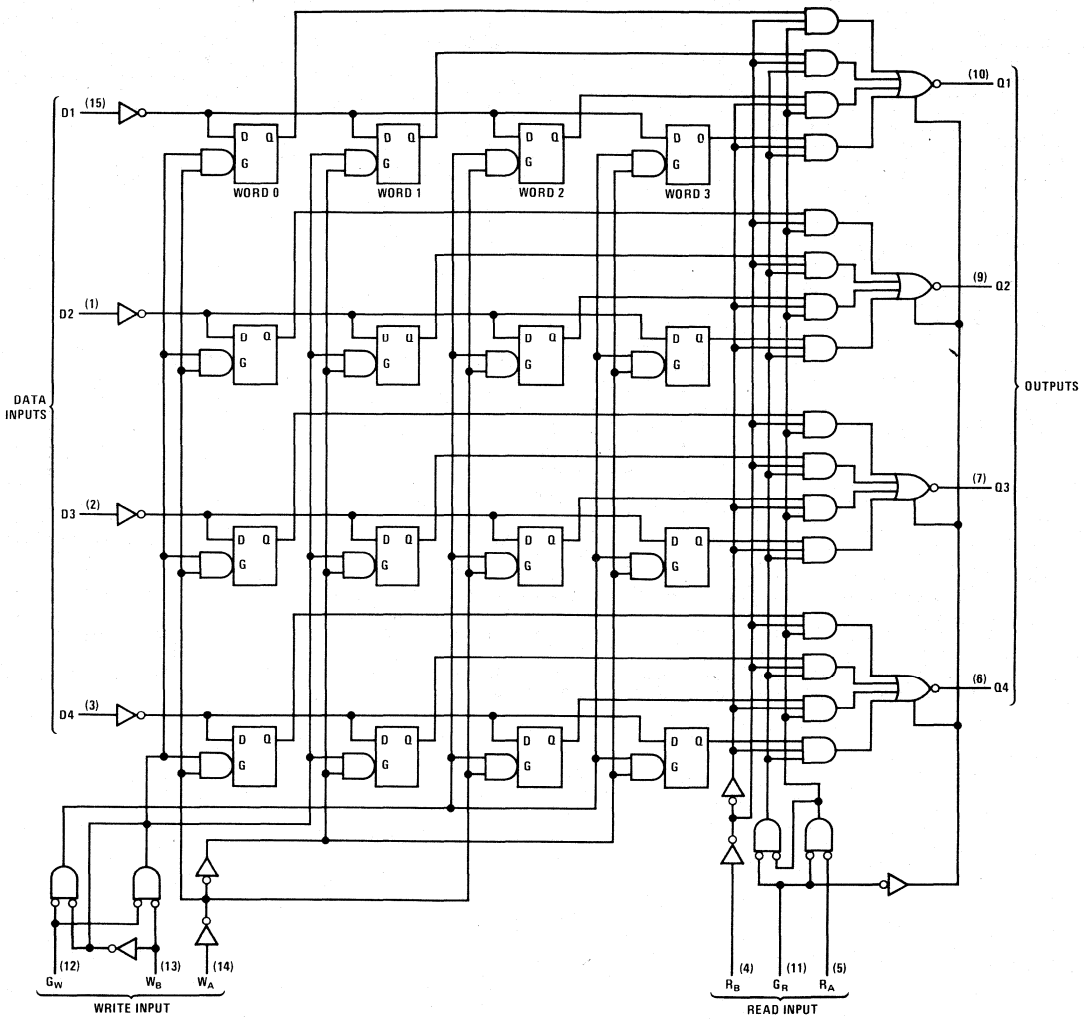 (10) Q1
D1 (15)
D Q D Q D Q D O
G G G G
WORD 0 WORD 1 WORD 2 WORD 3
(9) Q2
D2 (1)
D Q U Q D Q D Q
G G G G
DATA
INPUTS
OUTPUTS
(7) Q3
D3 (2)
D Q D Q D Q D Q
G G G G
(6) Q4
D4 (3)
D Q D Q D Q D Q
G G G G
(12) (13) (14) (4) (11) (5)
GW WB WA RB GR RA
WRITE INPUT READ INPUT